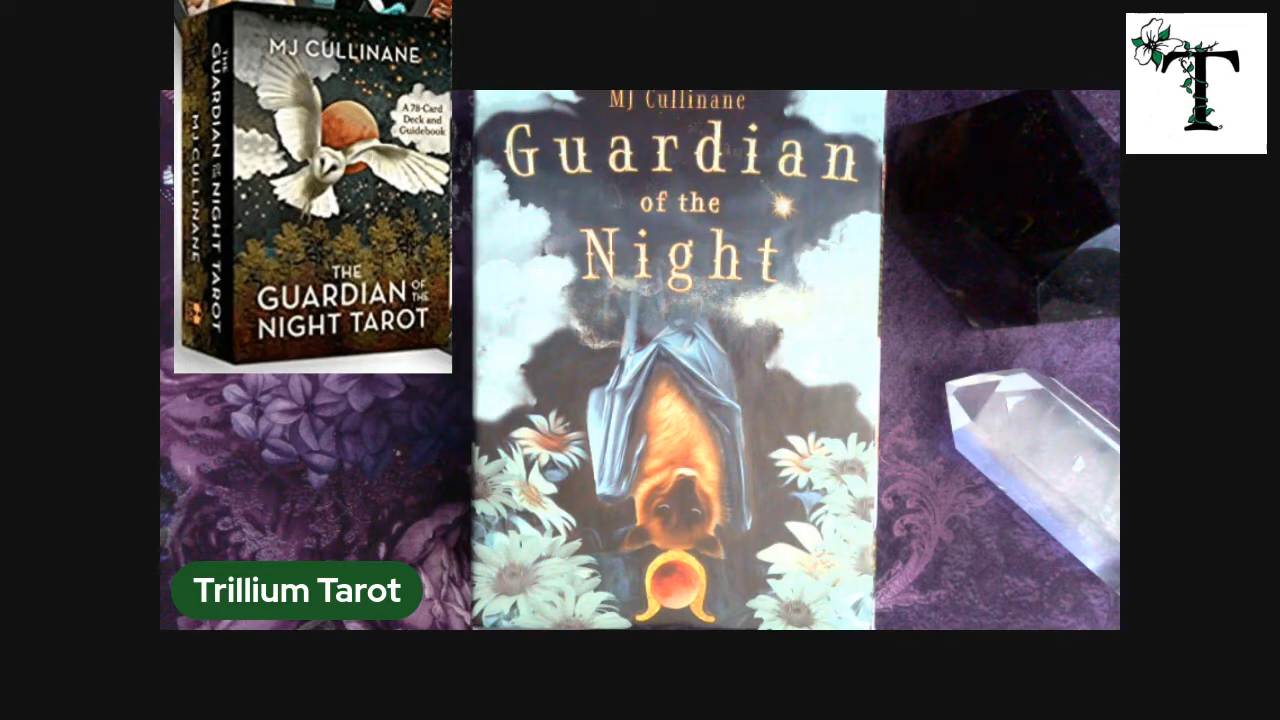 MJ CULLINANE
A 78-Card
Deck and
Guidebook
THE
GUARDIAN OF THE
NIGHT TAROT
THE GUARDIAN OF THE NIGHT TAROT
MJ CULLINANE
MJ Cullinane
Guardian
of the
Night
Trillium Tarot
T